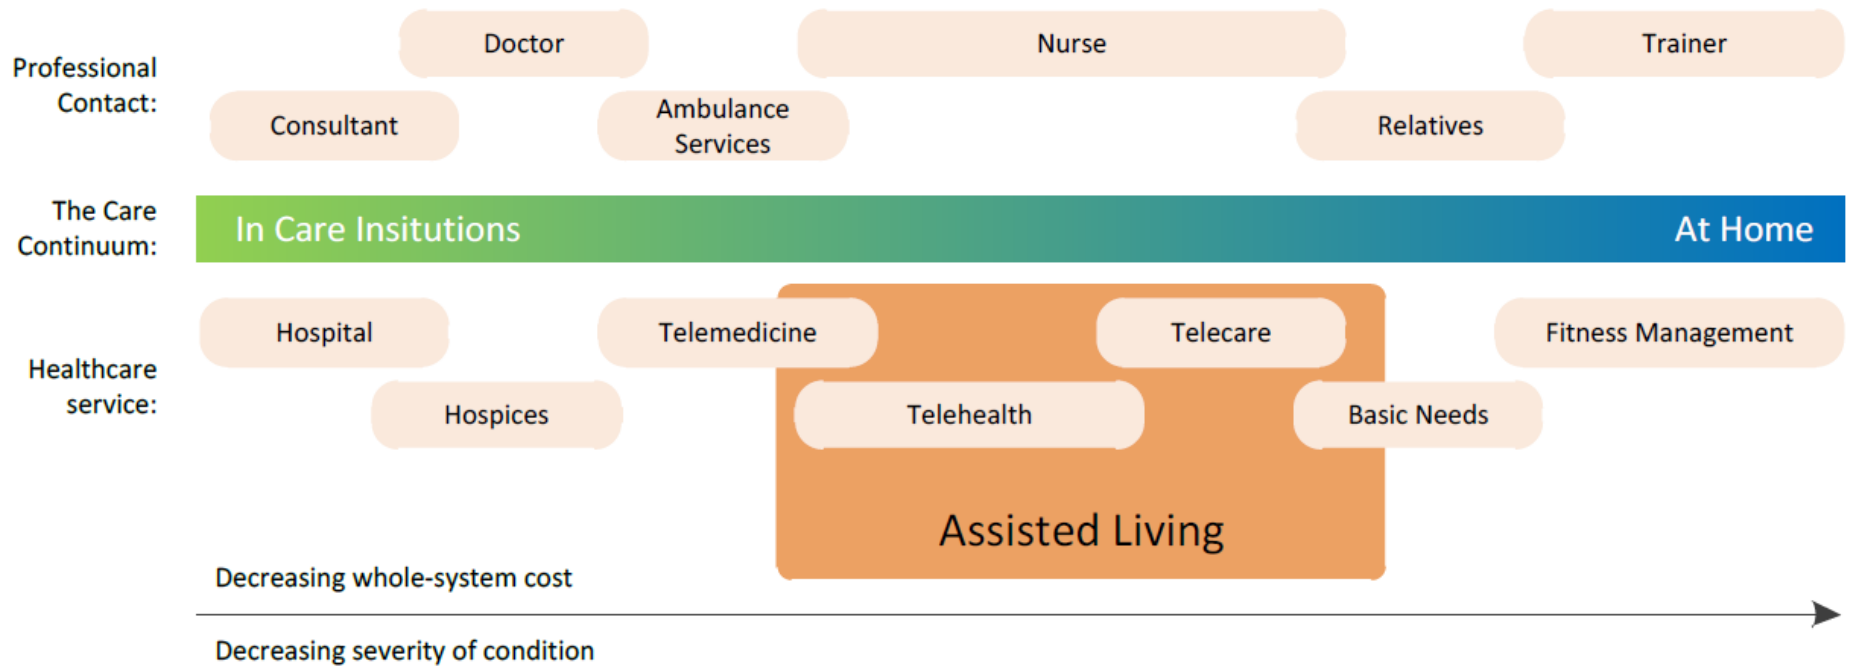 Professional
Contact:
Doctor
Nurse
Trainer
Consultant
Ambulance
Services
Relatives
The Care
Continuum:
In Care Insitutions
At Home
Healthcare
service:
Hospital
Telemedicine
Telecare
Fitness Management
Hospices
Telehealth
Basic Needs
Assisted Living
Decreasing whole-system cost
Decreasing severity of condition